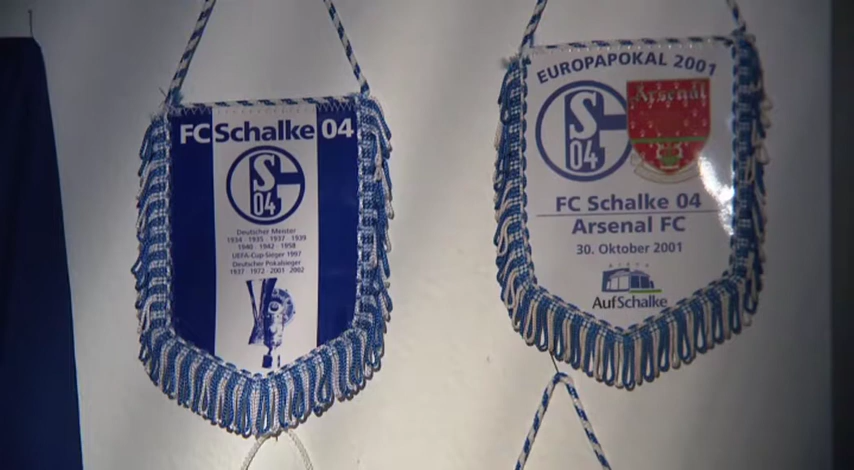 FC Schalke 04
S
04
Deutscher Meister
1934 · 1935 · 1937 · 1939
1940 · 1942 · 1958
UEFA-Cup-Sieger 1997
Deutscher Pokalsieger
1937 · 1972 · 2001 · 2002
EUROPAPOKAL 2001
S
04
Arsenal
FC Schalke 04
Arsenal FC
30. Oktober 2001
arena
AufSchalke